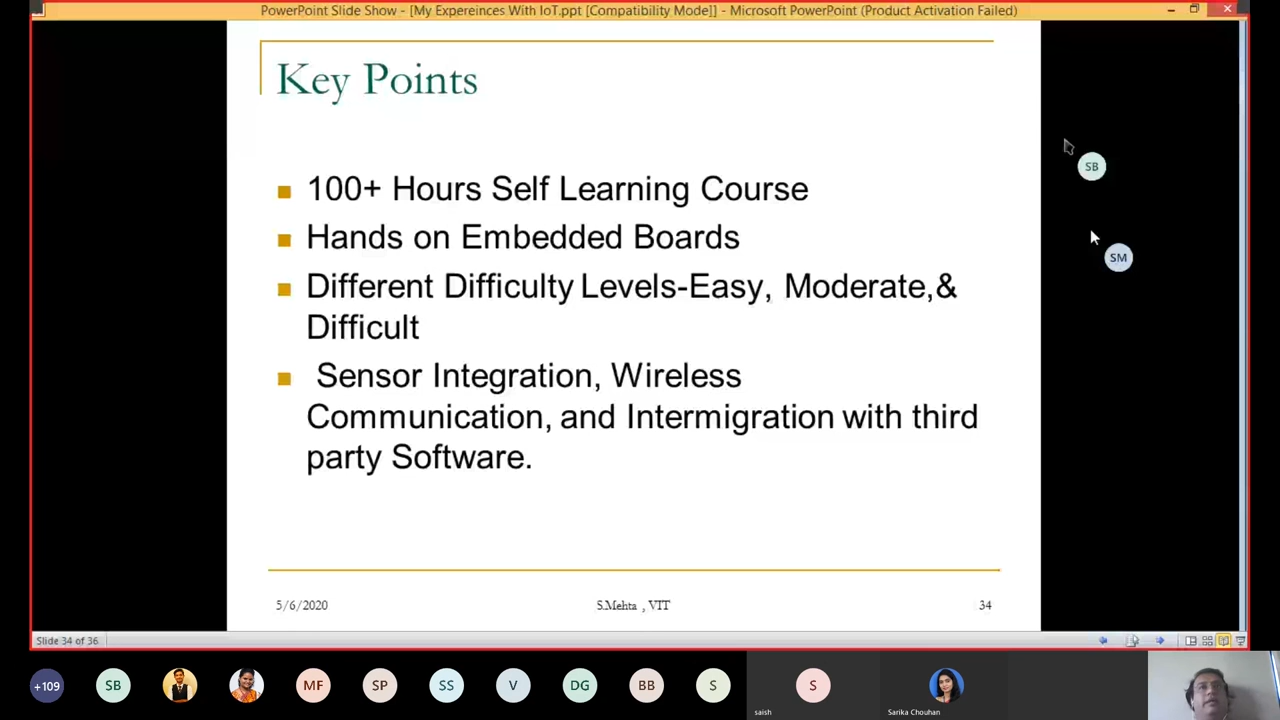 PowerPoint Slide Show - [My Expereinces With IoT.ppt [Compatibility Mode]] - Microsoft PowerPoint (Product Activation Failed)
Key Points
100+ Hours Self Learning Course
Hands on Embedded Boards
Different Difficulty Levels-Easy, Moderate,&
Difficult
Sensor Integration, Wireless
Communication, and Intermigration with third
party Software.
SB
SM
5/6/2020 S.Mehta , VIT 34
Slide 34 of 36
+109 SB MF SP SS V DG BB S S
saish Sarika Chouhan